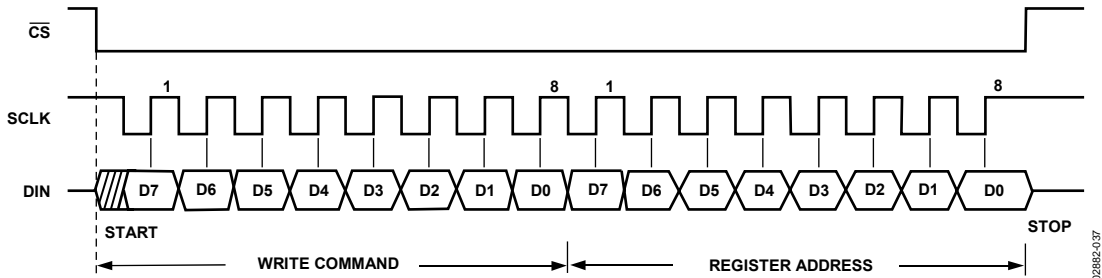 CS
1 8 1 8
SCLK
DIN D7 D6 D5 D4 D3 D2 D1 D0 D7 D6 D5 D4 D3 D2 D1 D0
START STOP
WRITE COMMAND REGISTER ADDRESS
02882-037